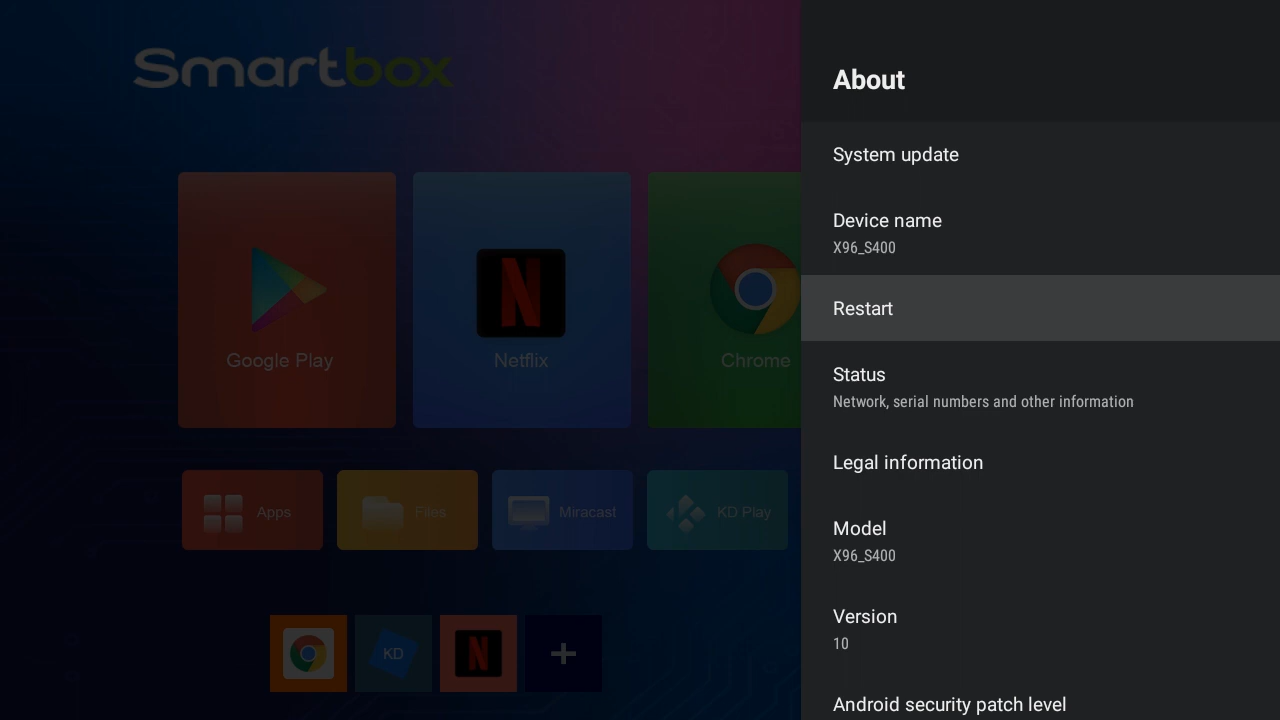 Smartbox
Google Play
Netflix
Chrome
Apps
Files
Miracast
KD Play
KD
About
System update
Device name
X96_S400
Restart
Status
Network, serial numbers and other information
Legal information
Model
X96_S400
Version
10
Android security patch level